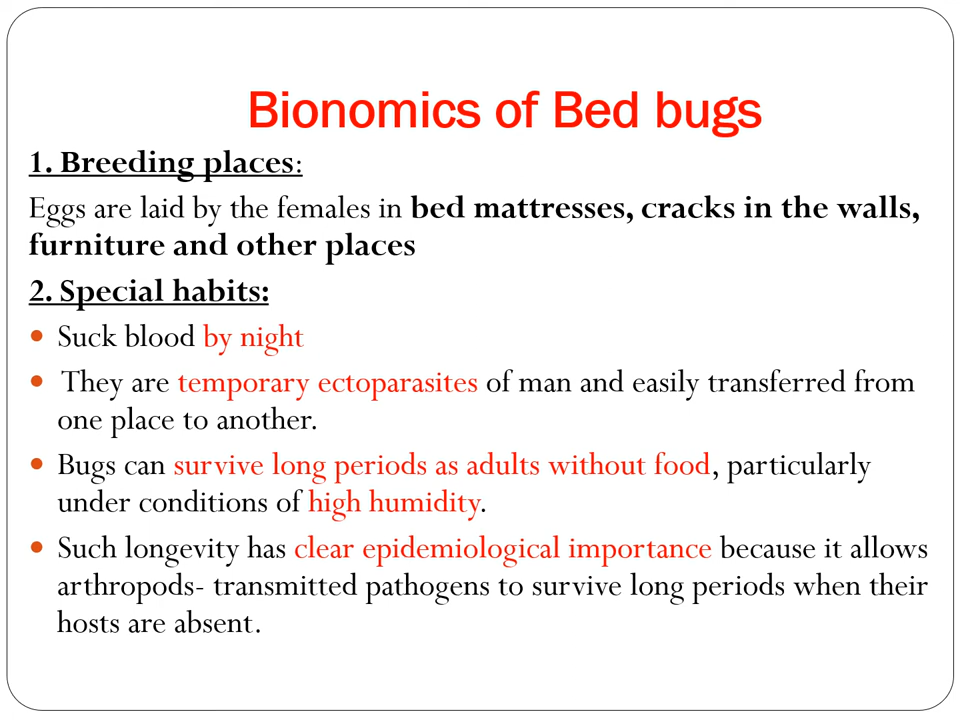 Bionomics of Bed bugs
1. Breeding places:
Eggs are laid by the females in bed mattresses, cracks in the walls,
furniture and other places
2. Special habits:
• Suck blood by night
• They are temporary ectoparasites of man and easily transferred from
one place to another.
• Bugs can survive long periods as adults without food, particularly
under conditions of high humidity.
• Such longevity has clear epidemiological importance because it allows
arthropods- transmitted pathogens to survive long periods when their
hosts are absent.